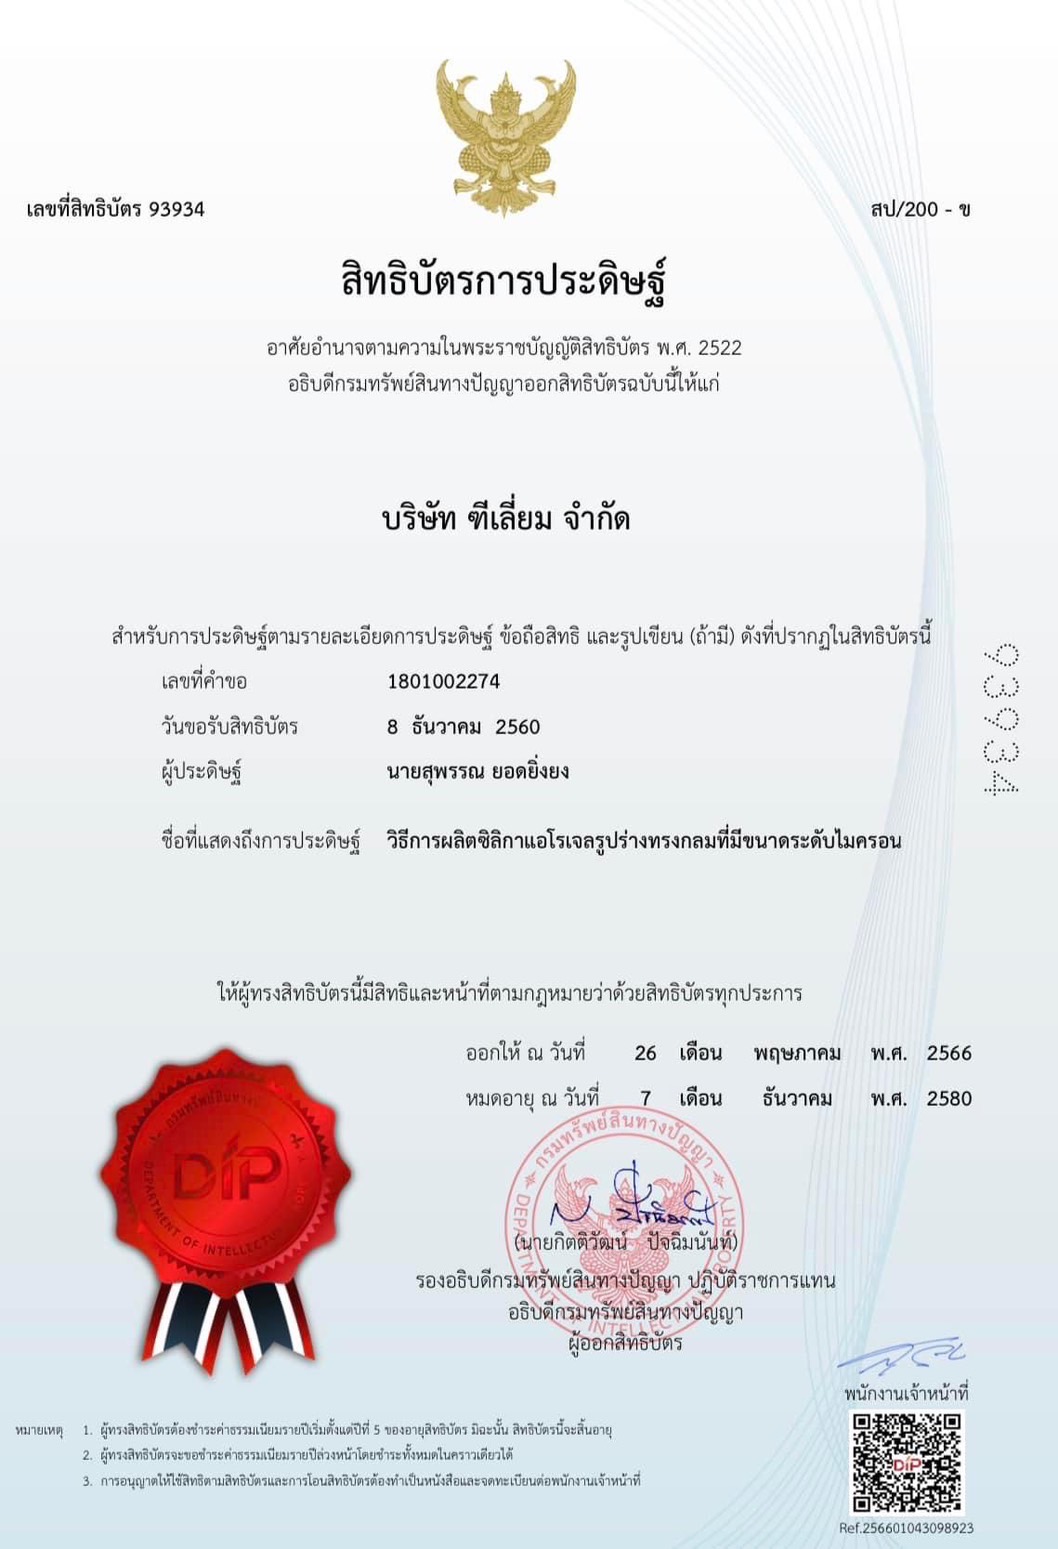 เลขที่สิทธิบัตร 93934
สป/200 - ข
สิทธิบัตรการประดิษฐ์
อาศัยอำนาจตามความในพระราชบัญญัติสิทธิบัตร พ.ศ. 2522
อธิบดีกรมทรัพย์สินทางปัญญาออกสิทธิบัตรฉบับนี้ให้แก่
บริษัท ฑีเลี่ยม จำกัด
สำหรับการประดิษฐ์ตามรายละเอียดการประดิษฐ์ ข้อถือสิทธิ และรูปเขียน (ถ้ามี) ดังที่ปรากฏในสิทธิบัตรนี้
เลขที่คำขอ 1801002274
วันขอรับสิทธิบัตร 8 ธันวาคม 2560
ผู้ประดิษฐ์ นายสุพรรณ ยอดยิ่งยง
ชื่อที่แสดงถึงการประดิษฐ์ วิธีการผลิตซิลิกาแอโรเจลรูปร่างทรงกลมที่มีขนาดระดับไมครอน
๙๓๙๓๔
ให้ผู้ทรงสิทธิบัตรนี้มีสิทธิและหน้าที่ตามกฎหมายว่าด้วยสิทธิบัตรทุกประการ
ออกให้ ณ วันที่ 26 เดือน พฤษภาคม พ.ศ. 2566
หมดอายุ ณ วันที่ 7 เดือน ธันวาคม พ.ศ. 2580
DIP
DEPARTMENT OF INTELLECTU
กรมทรัพย์สินทางปัญญา
(นายกิตติวัฒน์ ปัจฉิมนันท์)
รองอธิบดีกรมทรัพย์สินทางปัญญา ปฏิบัติราชการแทน
อธิบดีกรมทรัพย์สินทางปัญญา
ผู้ออกสิทธิบัตร
พนักงานเจ้าหน้าที่
หมายเหตุ 1. ผู้ทรงสิทธิบัตรต้องชำระค่าธรรมเนียมรายปีเริ่มตั้งแต่ปีที่ 5 ของอายุสิทธิบัตร มิฉะนั้น สิทธิบัตรนี้จะสิ้นอายุ
2. ผู้ทรงสิทธิบัตรจะขอชำระค่าธรรมเนียมรายปีล่วงหน้าโดยชำระทั้งหมดในคราวเดียวได้
3. การอนุญาตให้ใช้สิทธิตามสิทธิบัตรและการโอนสิทธิบัตรต้องทำเป็นหนังสือและจดทะเบียนต่อพนักงานเจ้าหน้าที่
DIP
Ref.256601043098923